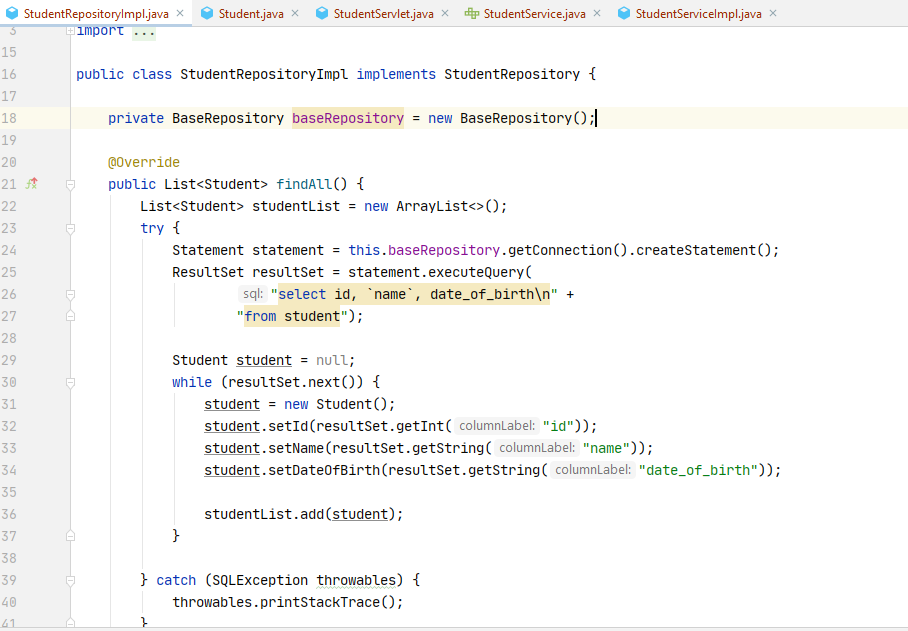 StudentRepositoryImpl.java × Student.java × StudentServlet.java × StudentService.java × StudentServiceImpl.java ×
3 import ...
15
16 public class StudentRepositoryImpl implements StudentRepository {
17
18 private BaseRepository baseRepository = new BaseRepository();
19
20 @Override
21 public List<Student> findAll() {
22 List<Student> studentList = new ArrayList<>();
23 try {
24 Statement statement = this.baseRepository.getConnection().createStatement();
25 ResultSet resultSet = statement.executeQuery(
26 sql: "select id, `name`, date_of_birth\n" +
27 "from student");
28
29 Student student = null;
30 while (resultSet.next()) {
31 student = new Student();
32 student.setId(resultSet.getInt( columnLabel: "id"));
33 student.setName(resultSet.getString( columnLabel: "name"));
34 student.setDateOfBirth(resultSet.getString( columnLabel: "date_of_birth"));
35
36 studentList.add(student);
37 }
38
39 } catch (SQLException throwables) {
40 throwables.printStackTrace();
41 }